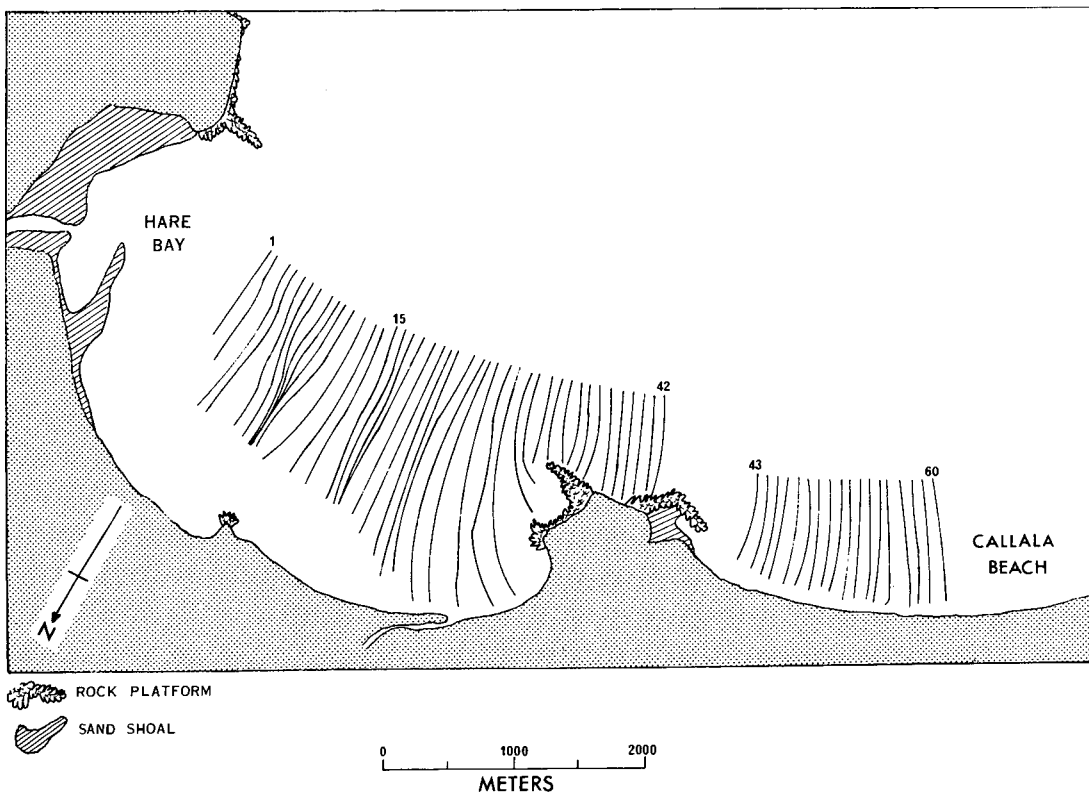 HARE
BAY
1
15
42
43
60
CALLALA
BEACH
N
ROCK PLATFORM
SAND SHOAL
0 1000 2000
METERS